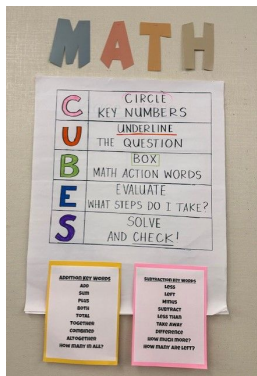 MATH
C CIRCLE
KEY NUMBERS
U UNDERLINE
THE QUESTION
B BOX
MATH ACTION WORDS
E EVALUATE
WHAT STEPS DO I TAKE?
S SOLVE
AND CHECK!
ADDITION KEY WORDS
ADD
SUM
PLUS
BOTH
TOTAL
TOGETHER
COMBINED
ALTOGETHER
HOW MANY IN ALL?
SUBTRACTION KEY WORDS
LESS
LEFT
MINUS
SUBTRACT
LESS THAN
TAKE AWAY
DIFFERENCE
HOW MUCH MORE?
HOW MANY ARE LEFT?